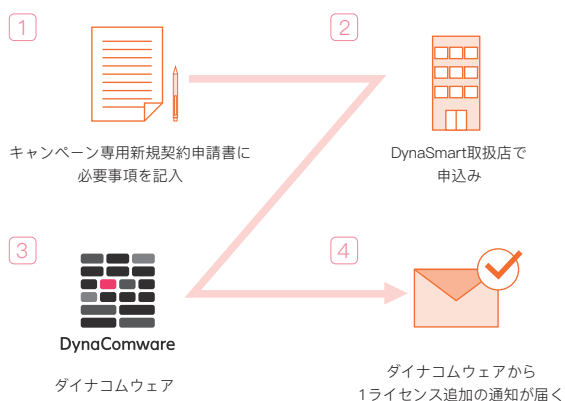 1
キャンペーン専用新規契約申請書に
必要事項を記入
2
DynaSmart取扱店で
申込み
3
DynaComware
ダイナコムウェア
4
ダイナコムウェアから
1ライセンス追加の通知が届く